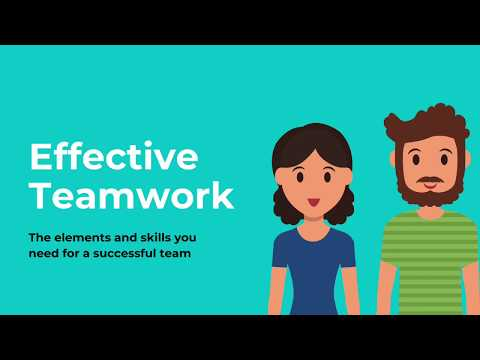 Effective
Teamwork
The elements and skills you
need for a successful team